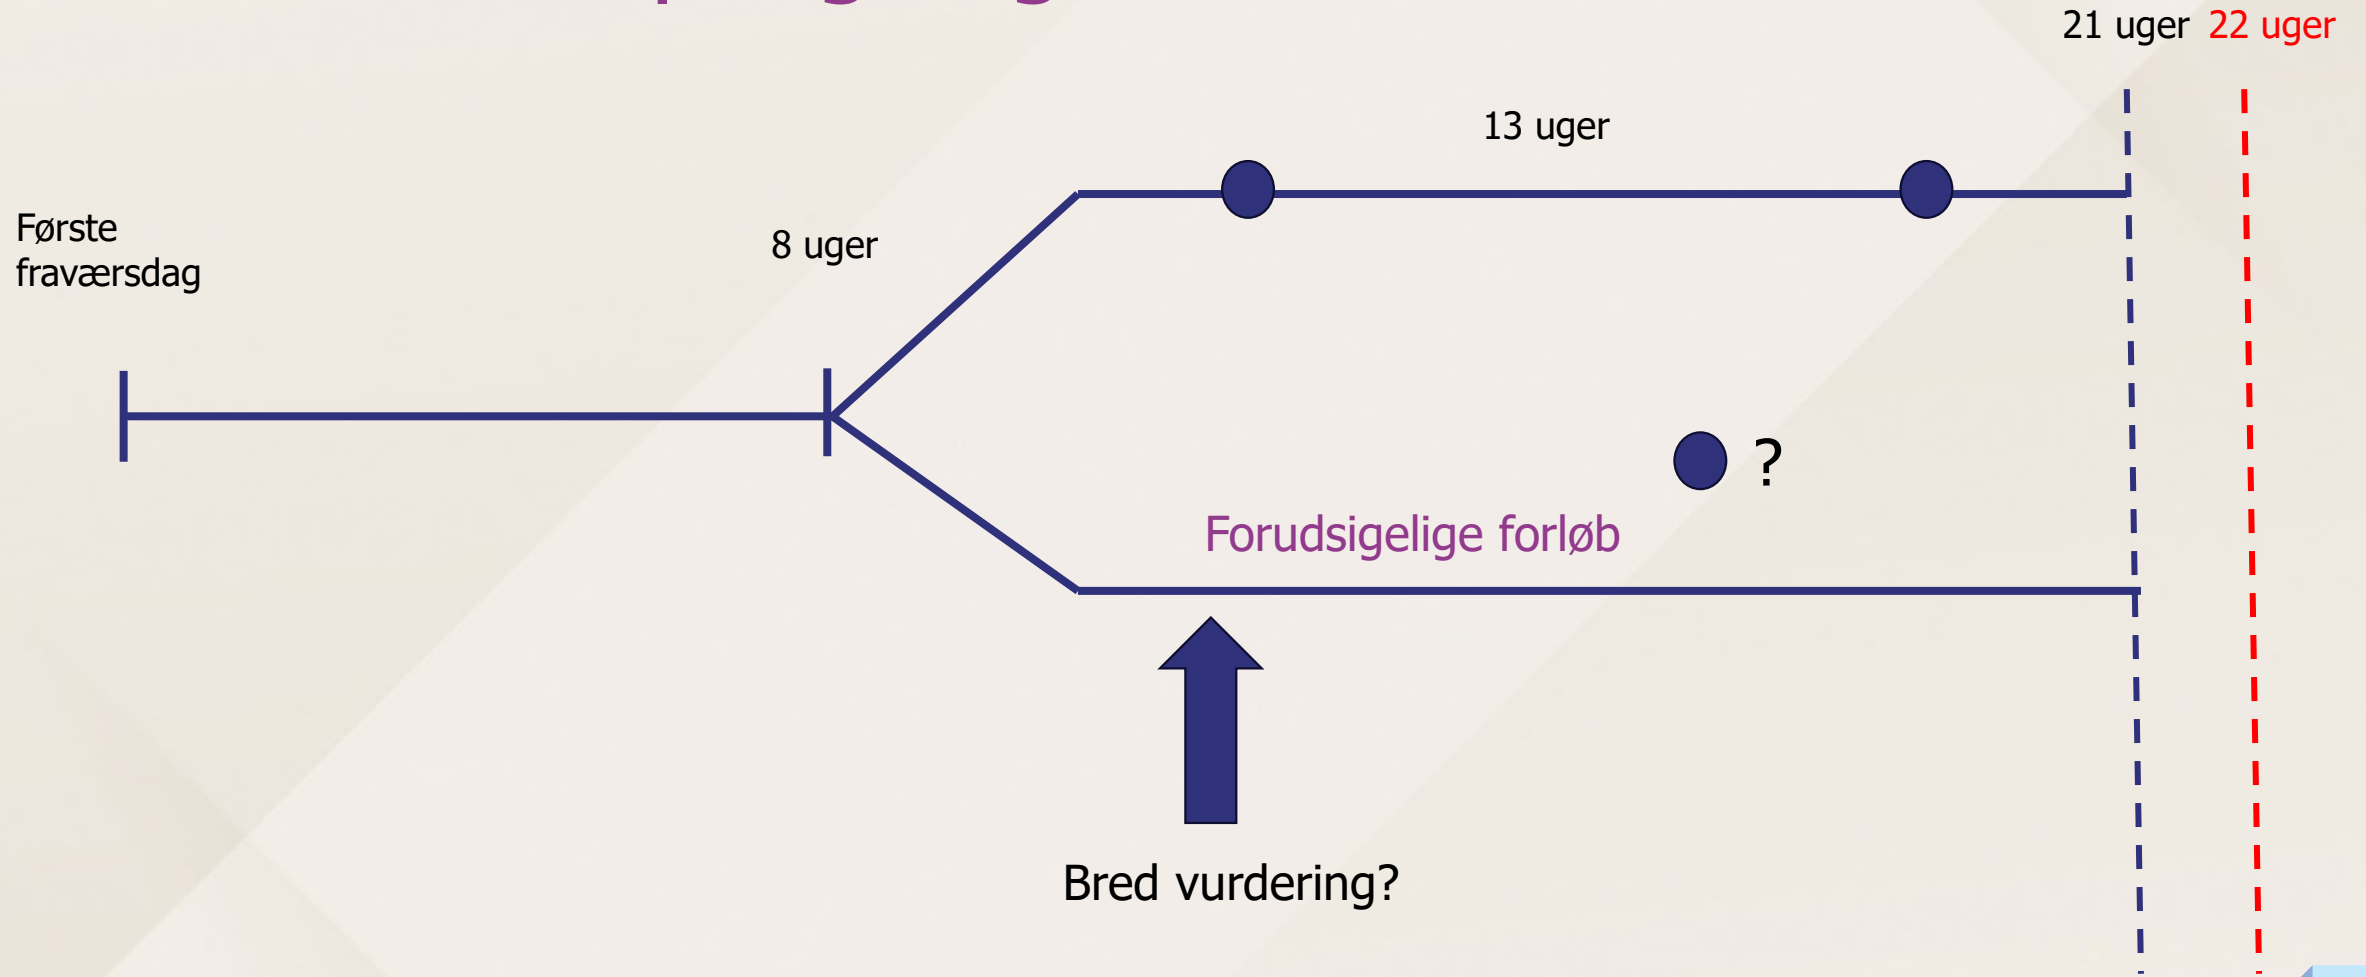 21 uger 22 uger
13 uger
Første
fraværsdag
8 uger
?
Forudsigelige forløb
Bred vurdering?